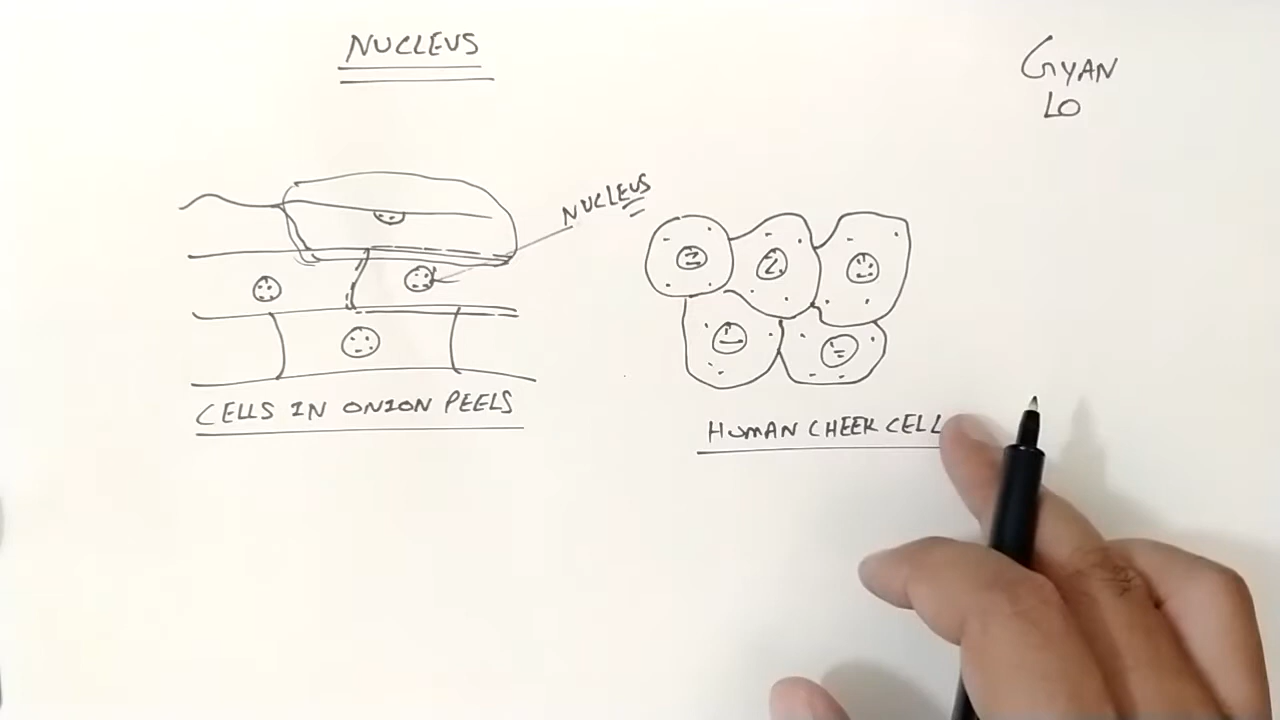 NUCLEUS
GYAN
LO
NUCLEUS
CELLS IN ONION PEELS
HUMAN CHEEK CELL